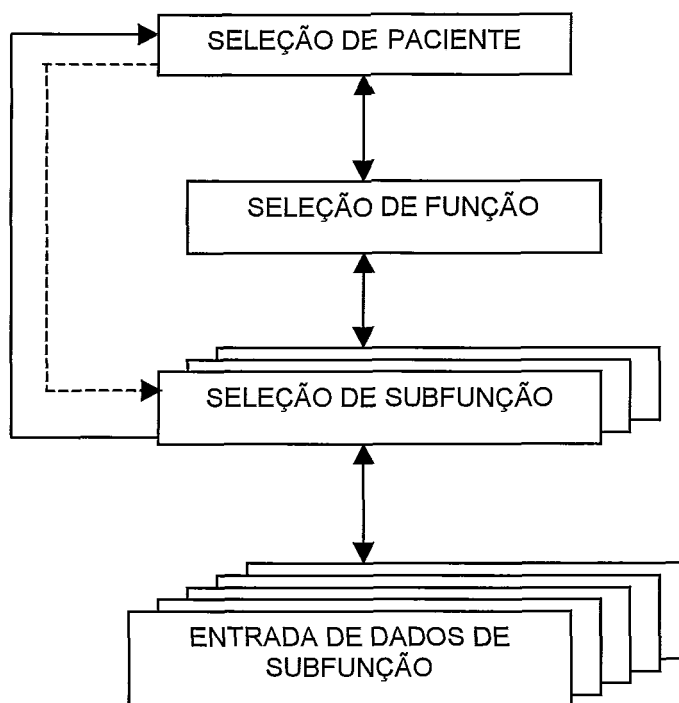 SELEÇÃO DE PACIENTE
SELEÇÃO DE FUNÇÃO
SELEÇÃO DE SUBFUNÇÃO
ENTRADA DE DADOS DE
SUBFUNÇÃO